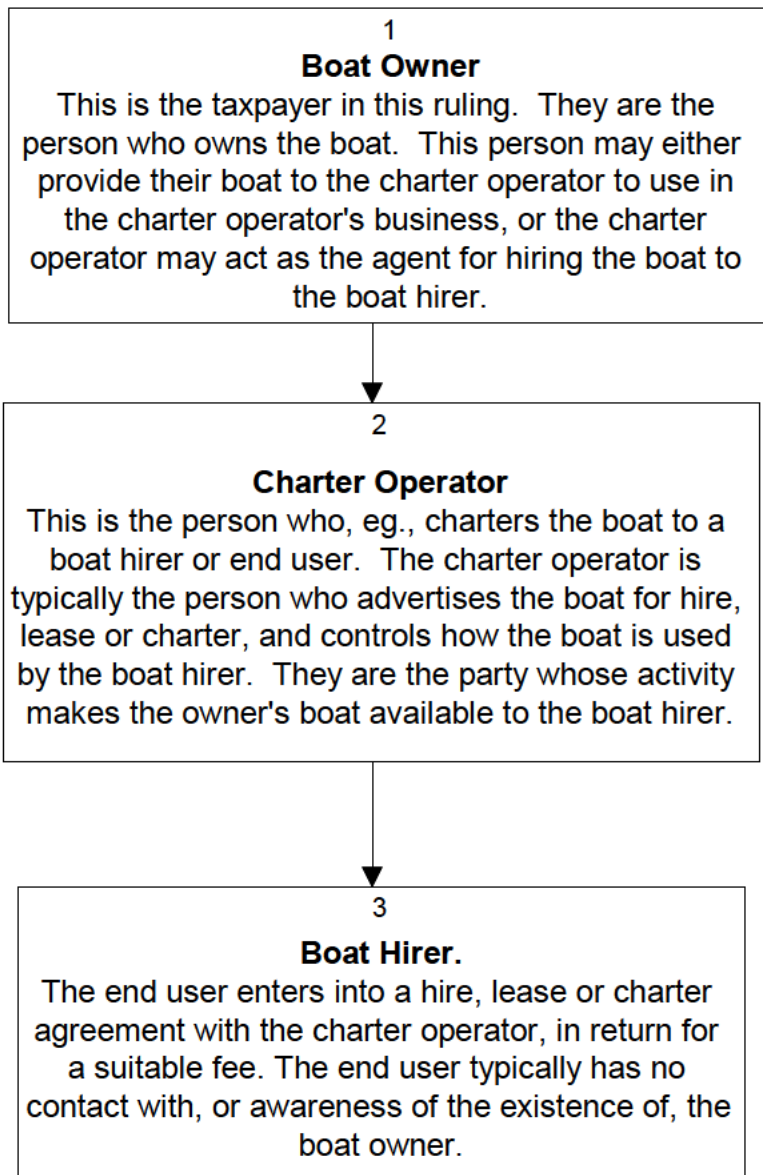 1
Boat Owner
This is the taxpayer in this ruling.  They are the
person who owns the boat.  This person may either
provide their boat to the charter operator to use in
the charter operator's business, or the charter
operator may act as the agent for hiring the boat to
the boat hirer.
2
Charter Operator
This is the person who, eg., charters the boat to a
boat hirer or end user.  The charter operator is
typically the person who advertises the boat for hire,
lease or charter, and controls how the boat is used
by the boat hirer.  They are the party whose activity
makes the owner's boat available to the boat hirer.
3
Boat Hirer.
The end user enters into a hire, lease or charter
agreement with the charter operator, in return for
a suitable fee. The end user typically has no
contact with, or awareness of the existence of, the
boat owner.